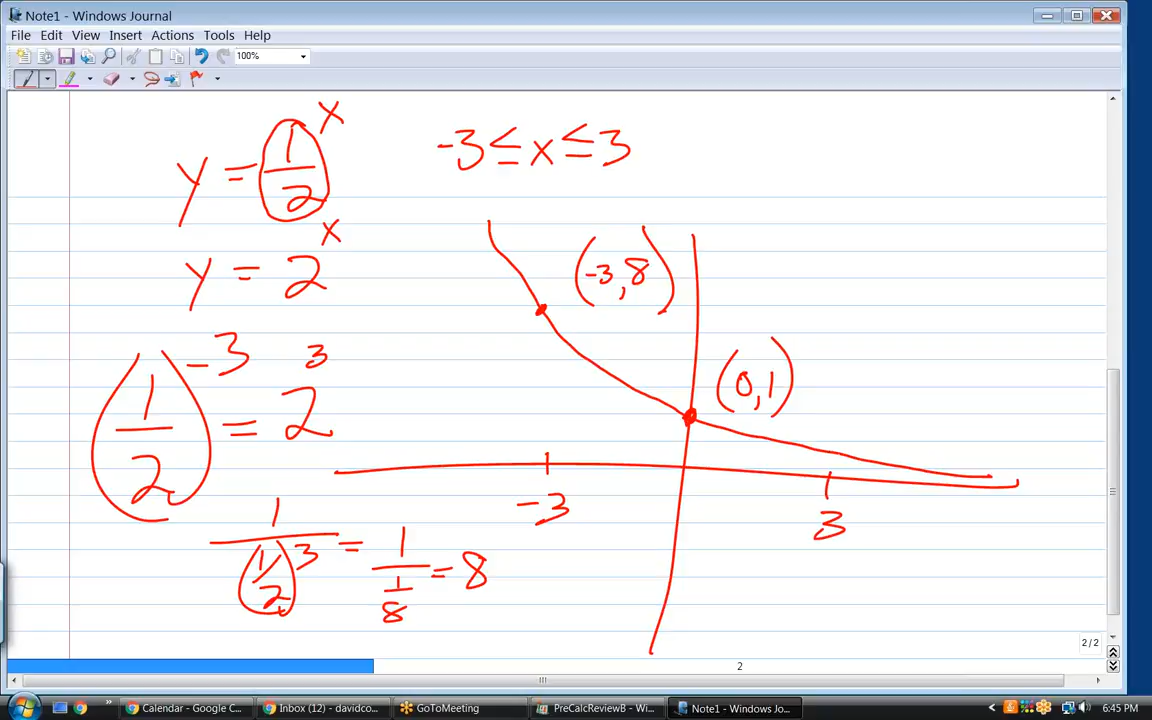 Note1 - Windows Journal
File Edit View Insert Actions Tools Help
100%
y = (1/2)^x
-3 ≤ x ≤ 3
y = 2^x
(-3, 8)
(0, 1)
(1/2)^-3 = 2^3
-3
3
1/(1/2)^3 = 1/(1/8) = 8
2/2
2
Calendar - Google C...
Inbox (12) - davidco...
GoToMeeting
PreCalcReviewB - Wi...
Note1 - Windows Jo...
6:45 PM